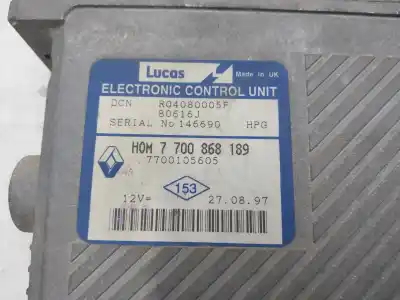 Lucas Made in UK
ELECTRONIC CONTROL UNIT
DCN R04080005F
80616J
SERIAL No 146690 HPG
HOM 7 700 868 189
7700105605
153
12V= 27.08.97